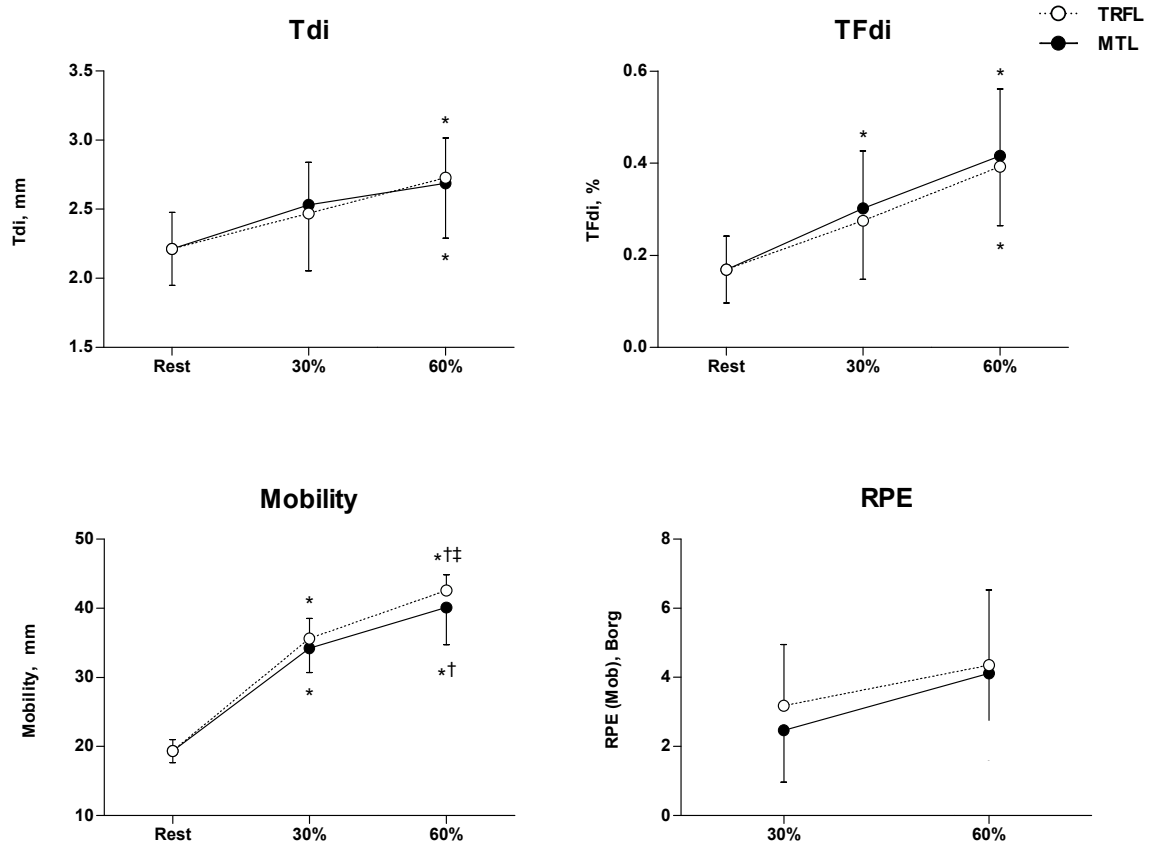 TRFL
MTL
Tdi
TFdi
3.5
3.0
2.5
2.0
1.5
Tdi, mm
*
*
Rest
30%
60%
0.6
0.4
0.2
0.0
TFdi, %
*
*
*
Rest
30%
60%
Mobility
RPE
50
40
30
20
10
Mobility, mm
*
*
*†‡
*†
Rest
30%
60%
8
6
4
2
0
RPE (Mob), Borg
30%
60%